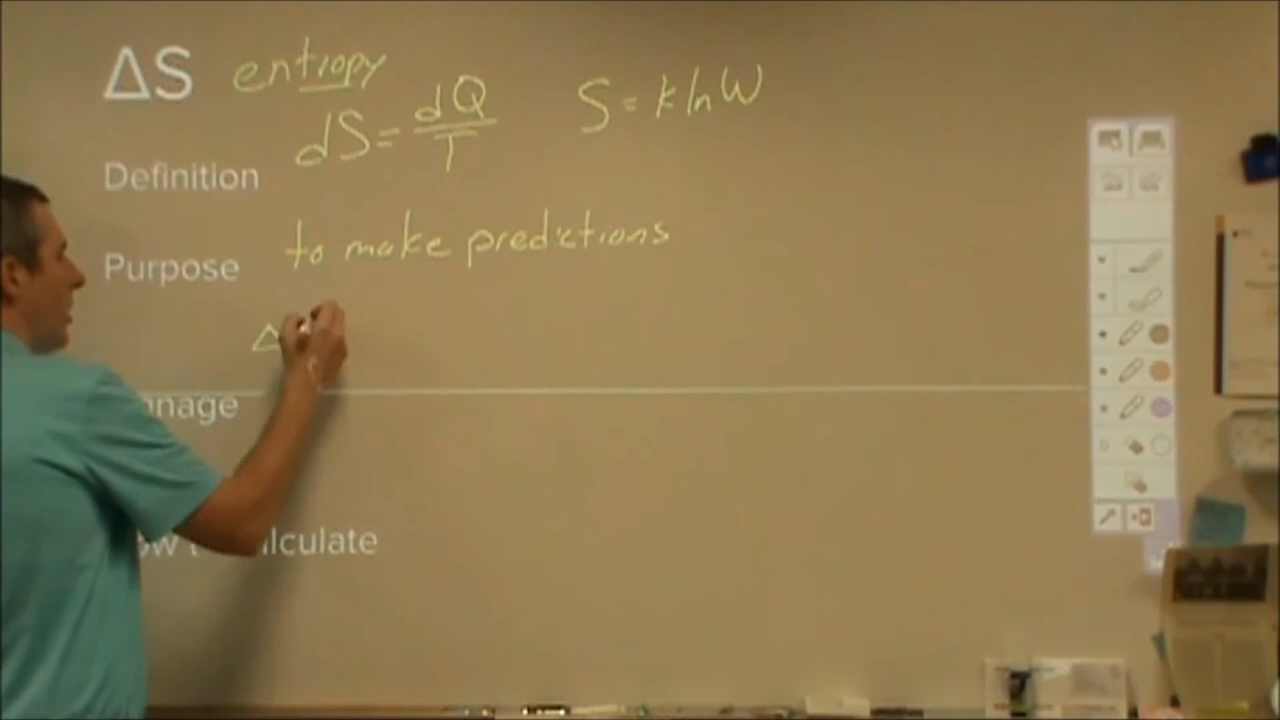 ΔS entropy
dS = dQ/T S = k ln W
Definition
Purpose to make predictions
Δ